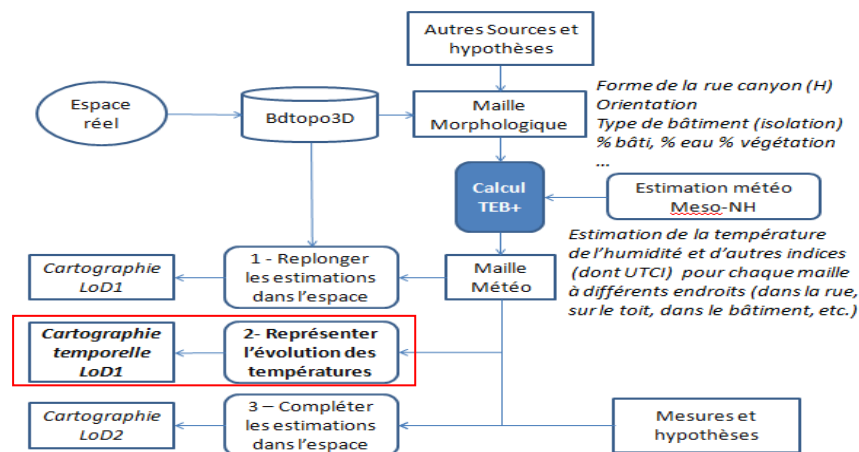 Autres Sources et
hypothèses
Espace
réel
Bdtopo3D
Maille
Morphologique
Forme de la rue canyon (H)
Orientation
Type de bâtiment (isolation)
% bâti, % eau % végétation
...
Calcul
TEB+
Estimation météo
Meso-NH
Estimation de la température
de l'humidité et d'autres indices
(dont UTCI) pour chaque maille
à différents endroits (dans la rue,
sur le toit, dans le bâtiment, etc.)
Cartographie
LoD1
1 - Replonger
les estimations
dans l'espace
Maille
Météo
Cartographie
temporelle
LoD1
2- Représenter
l'évolution des
températures
Cartographie
LoD2
3 – Compléter
les estimations
dans l'espace
Mesures et
hypothèses